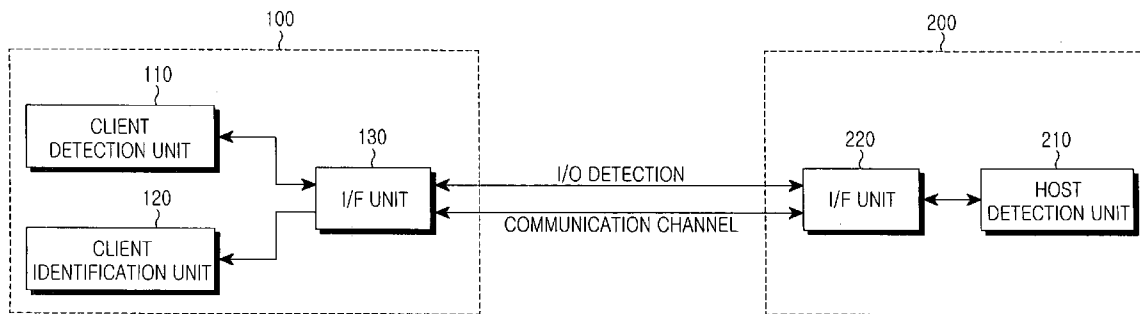 100
200
110
CLIENT
DETECTION UNIT
130
I/F UNIT
120
CLIENT
IDENTIFICATION UNIT
I/O DETECTION
COMMUNICATION CHANNEL
220
I/F UNIT
210
HOST
DETECTION UNIT